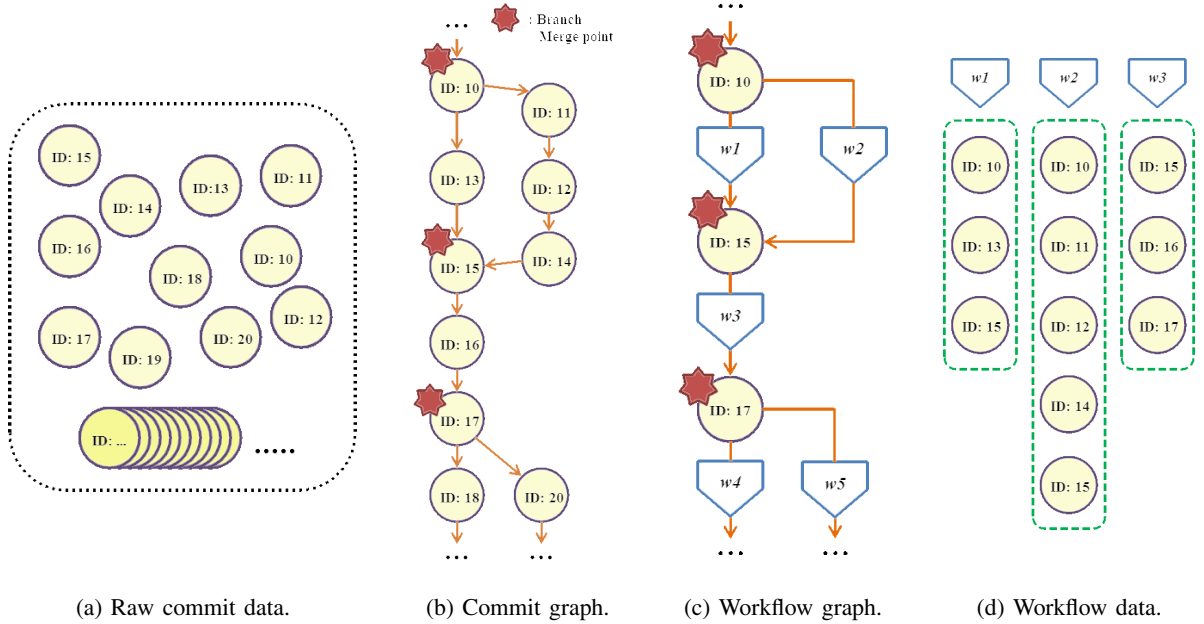 ID: 15
ID: 14
ID:13
ID: 11
ID: 16
ID: 18
ID: 10
ID: 12
ID: 17
ID: 19
ID: 20
ID: ...
.....
(a) Raw commit data.
...
: Branch
Merge point
ID: 10
ID: 11
ID: 13
ID: 12
ID: 15
ID: 14
ID: 16
ID: 17
ID: 18
ID: 20
...
...
(b) Commit graph.
...
ID: 10
w1
w2
ID: 15
w3
ID: 17
w4
w5
...
...
(c) Workflow graph.
w1
w2
w3
ID: 10
ID: 10
ID: 15
ID: 13
ID: 11
ID: 16
ID: 15
ID: 12
ID: 17
ID: 14
ID: 15
(d) Workflow data.